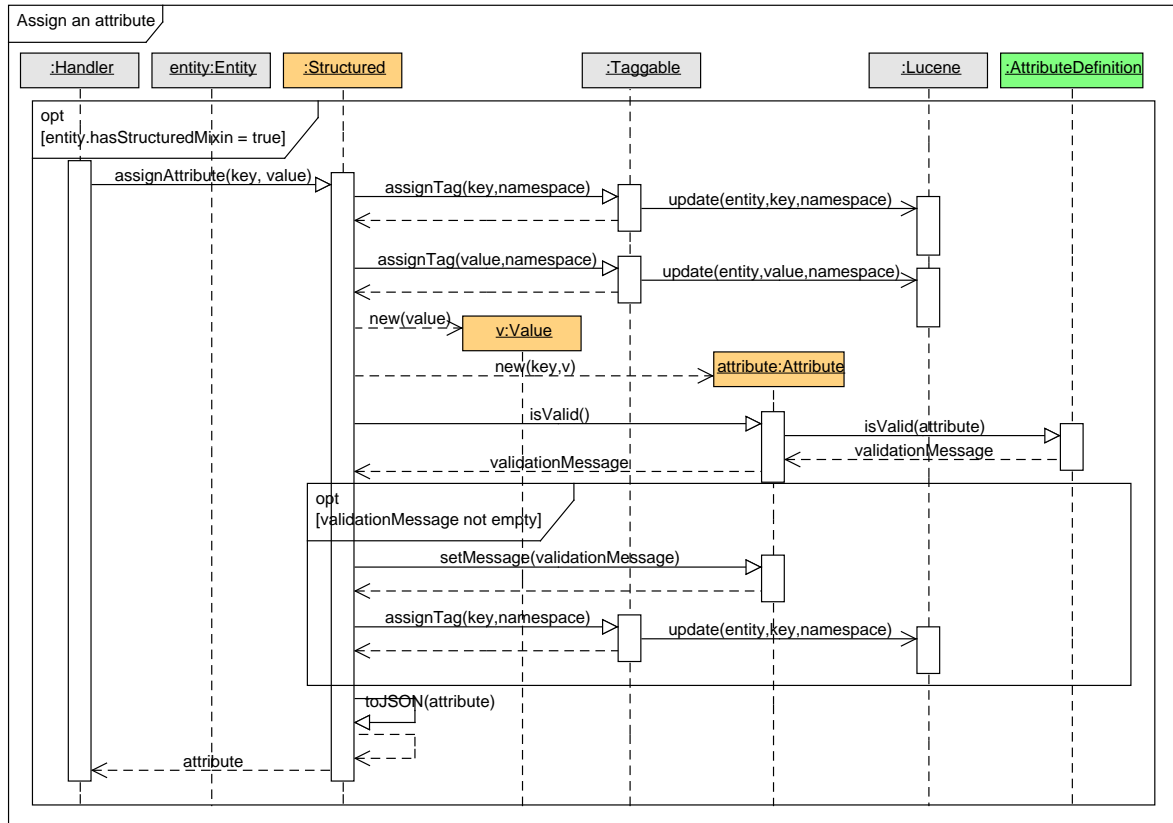 Assign an attribute
:Handler
entity:Entity
:Structured
:Taggable
:Lucene
:AttributeDefinition
opt
[entity.hasStructuredMixin = true]
assignAttribute(key, value)
assignTag(key,namespace)
update(entity,key,namespace)
assignTag(value,namespace)
update(entity,value,namespace)
new(value)
v:Value
new(key,v)
attribute:Attribute
isValid()
isValid(attribute)
validationMessage
validationMessage
opt
[validationMessage not empty]
setMessage(validationMessage)
assignTag(key,namespace)
update(entity,key,namespace)
toJSON(attribute)
attribute